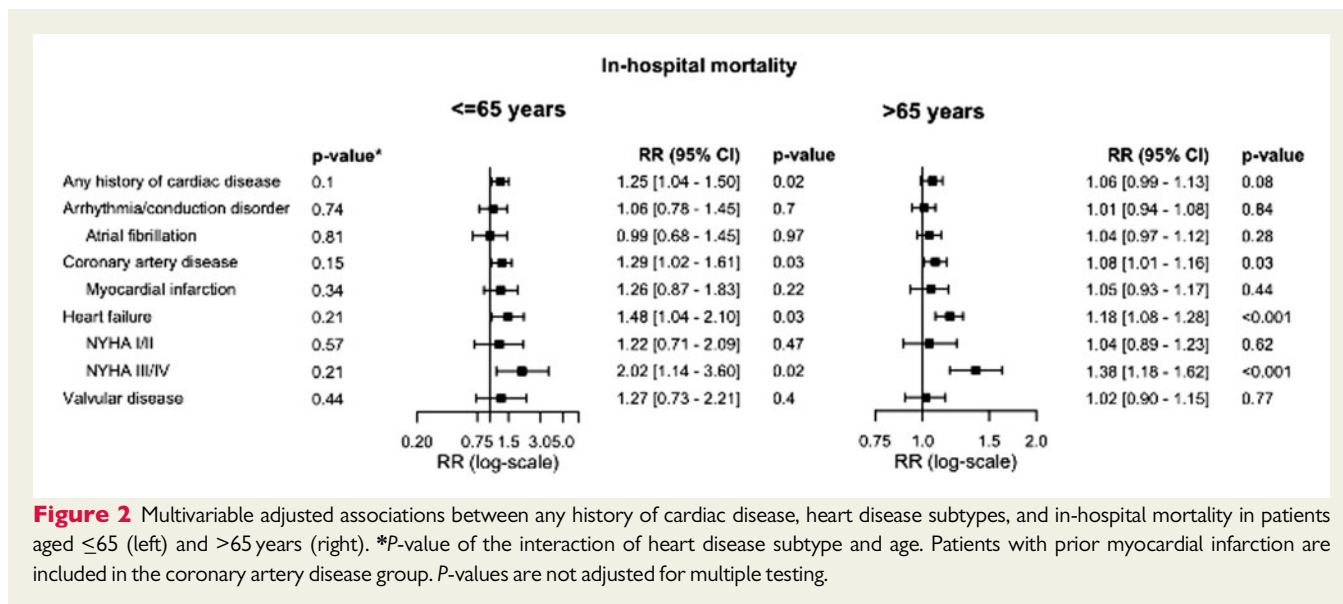 In-hospital mortality
<=65 years >65 years
p-value* RR (95% CI) p-value RR (95% CI) p-value
Any history of cardiac disease 0.1 1.25 [1.04 - 1.50] 0.02 1.06 [0.99 - 1.13] 0.08
Arrhythmia/conduction disorder 0.74 1.06 [0.78 - 1.45] 0.7 1.01 [0.94 - 1.08] 0.84
Atrial fibrillation 0.81 0.99 [0.68 - 1.45] 0.97 1.04 [0.97 - 1.12] 0.28
Coronary artery disease 0.15 1.29 [1.02 - 1.61] 0.03 1.08 [1.01 - 1.16] 0.03
Myocardial infarction 0.34 1.26 [0.87 - 1.83] 0.22 1.05 [0.93 - 1.17] 0.44
Heart failure 0.21 1.48 [1.04 - 2.10] 0.03 1.18 [1.08 - 1.28] <0.001
NYHA I/II 0.57 1.22 [0.71 - 2.09] 0.47 1.04 [0.89 - 1.23] 0.62
NYHA III/IV 0.21 2.02 [1.14 - 3.60] 0.02 1.38 [1.18 - 1.62] <0.001
Valvular disease 0.44 1.27 [0.73 - 2.21] 0.4 1.02 [0.90 - 1.15] 0.77
0.20 0.75 1.5 3.0 5.0 0.75 1.0 1.5 2.0
RR (log-scale) RR (log-scale)
Figure 2 Multivariable adjusted associations between any history of cardiac disease, heart disease subtypes, and in-hospital mortality in patients
aged ≤65 (left) and >65 years (right). *P-value of the interaction of heart disease subtype and age. Patients with prior myocardial infarction are
included in the coronary artery disease group. P-values are not adjusted for multiple testing.